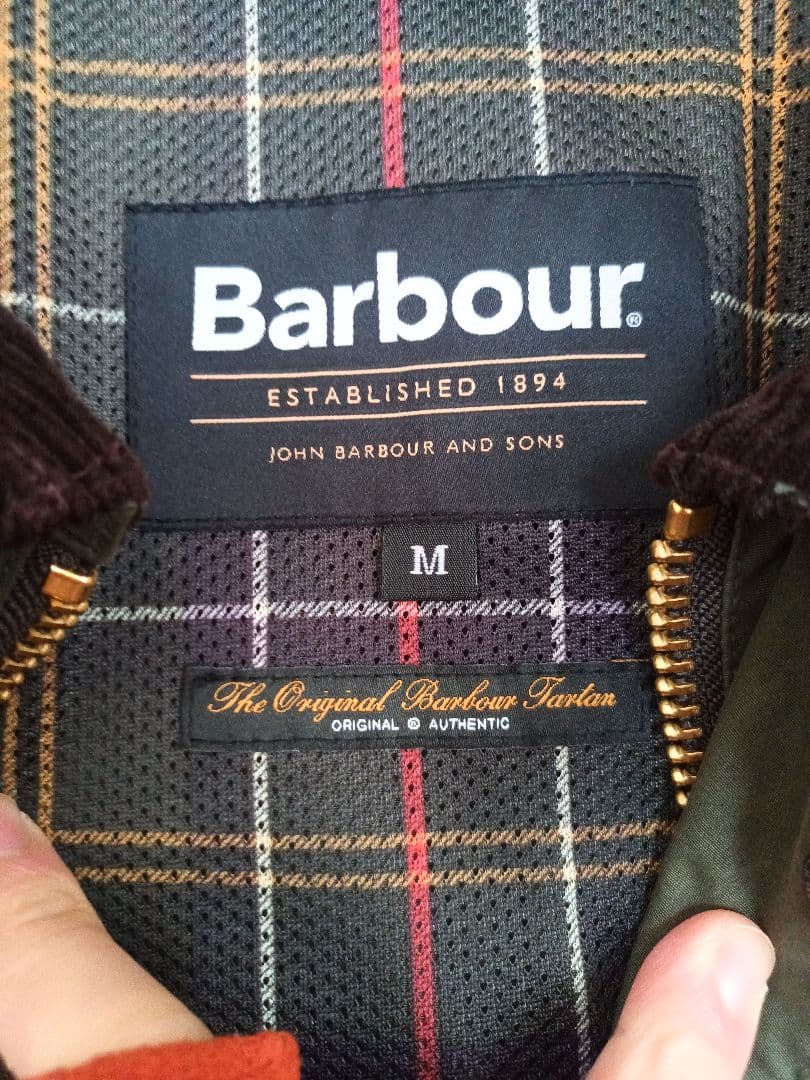 Barbour®
ESTABLISHED 1894
JOHN BARBOUR AND SONS
M
The Original Barbour Tartan
ORIGINAL ® AUTHENTIC